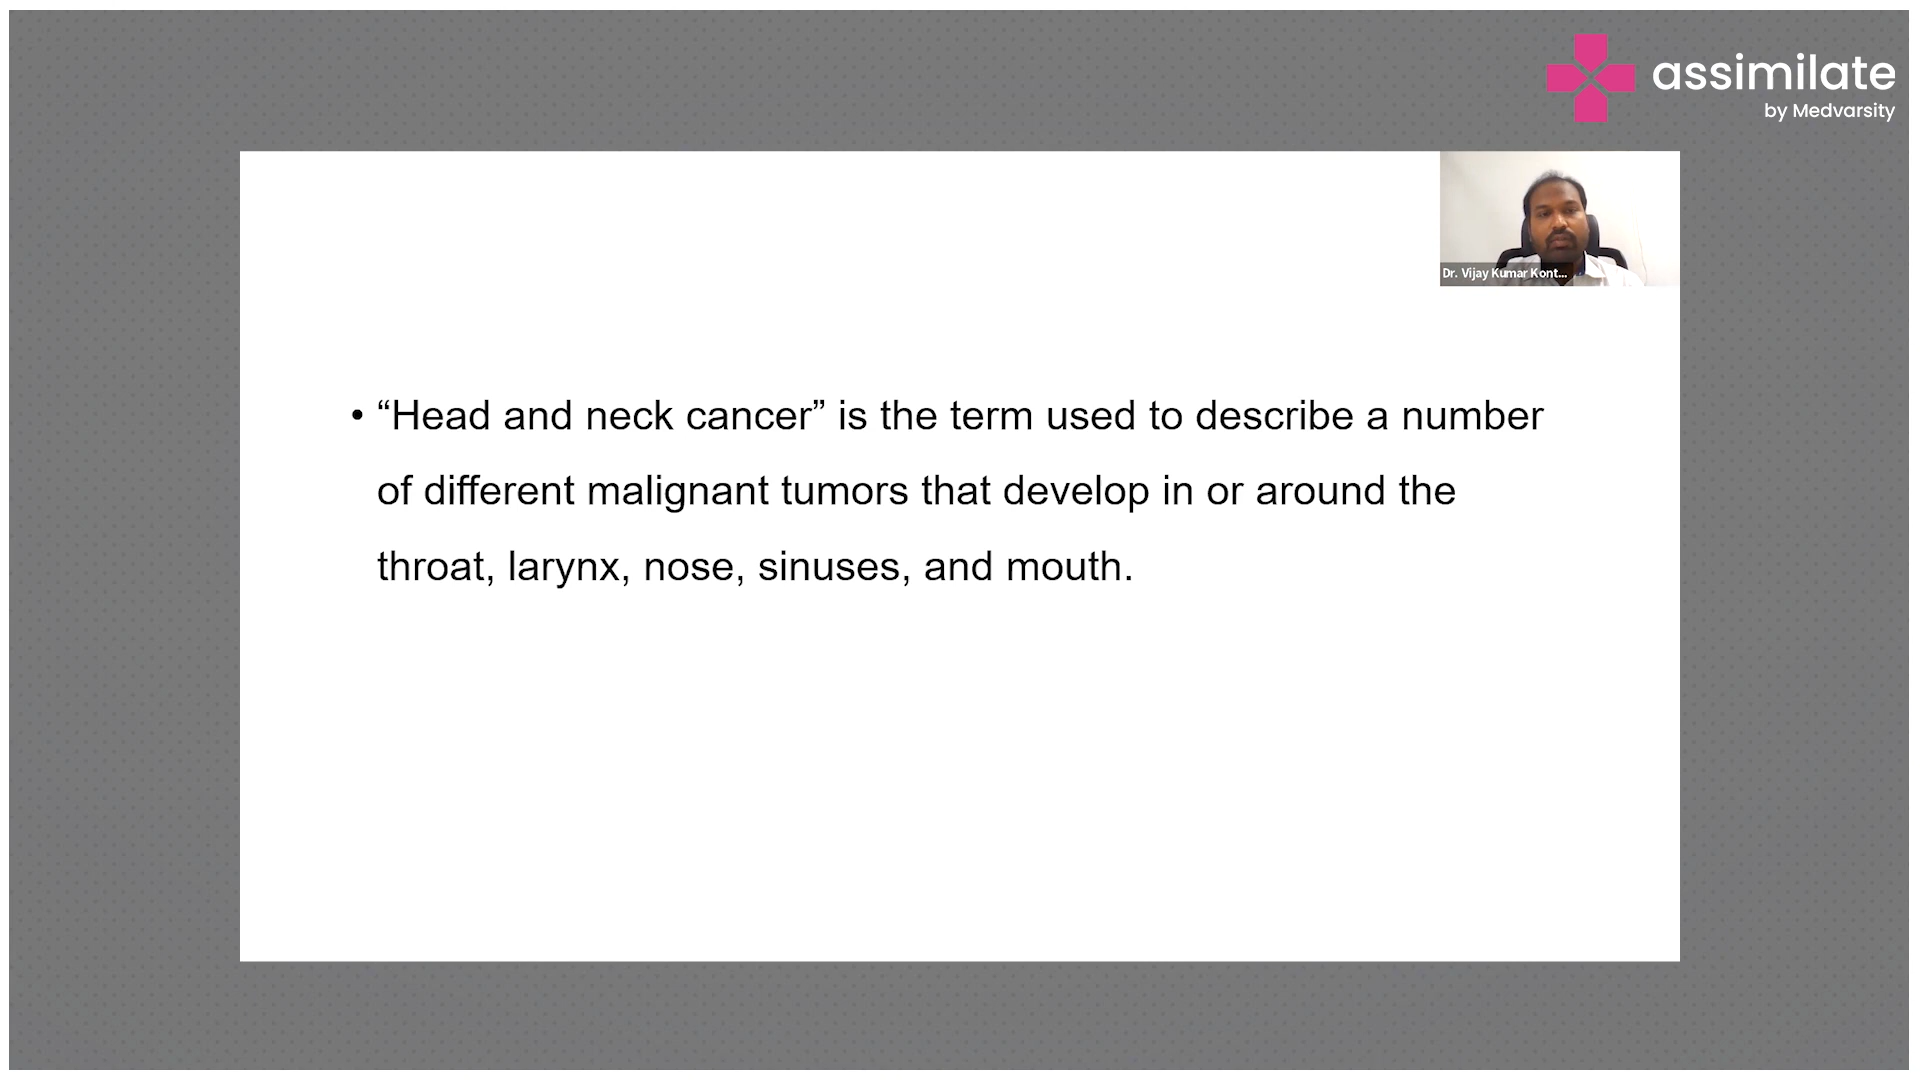 assimilate
by Medvarsity
Dr. Vijay Kumar Kont...
• “Head and neck cancer” is the term used to describe a number
of different malignant tumors that develop in or around the
throat, larynx, nose, sinuses, and mouth.